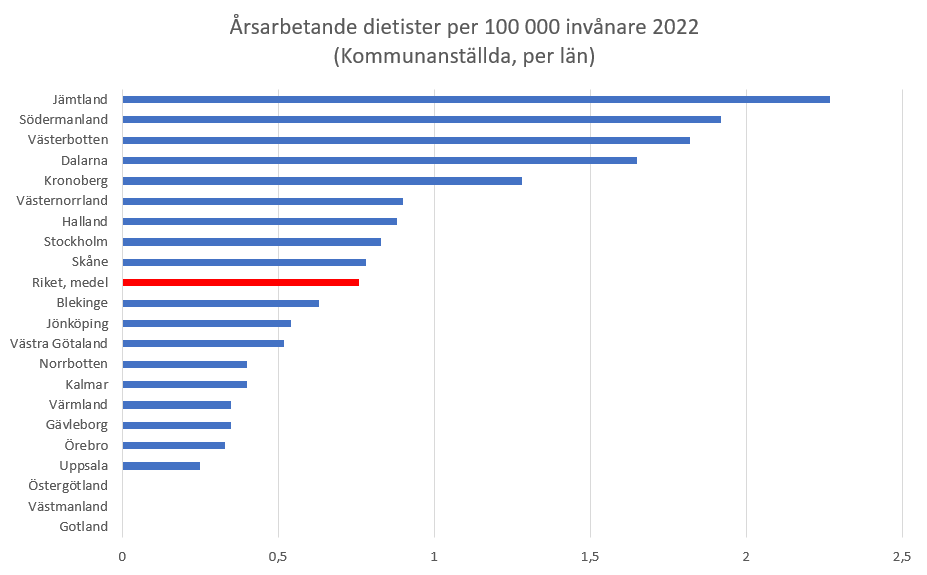 Årsarbetande dietister per 100 000 invånare 2022
(Kommunanställda, per län)
Jämtland
Södermanland
Västerbotten
Dalarna
Kronoberg
Västernorrland
Halland
Stockholm
Skåne
Riket, medel
Blekinge
Jönköping
Västra Götaland
Norrbotten
Kalmar
Värmland
Gävleborg
Örebro
Uppsala
Östergötland
Västmanland
Gotland
0 0,5 1 1,5 2 2,5